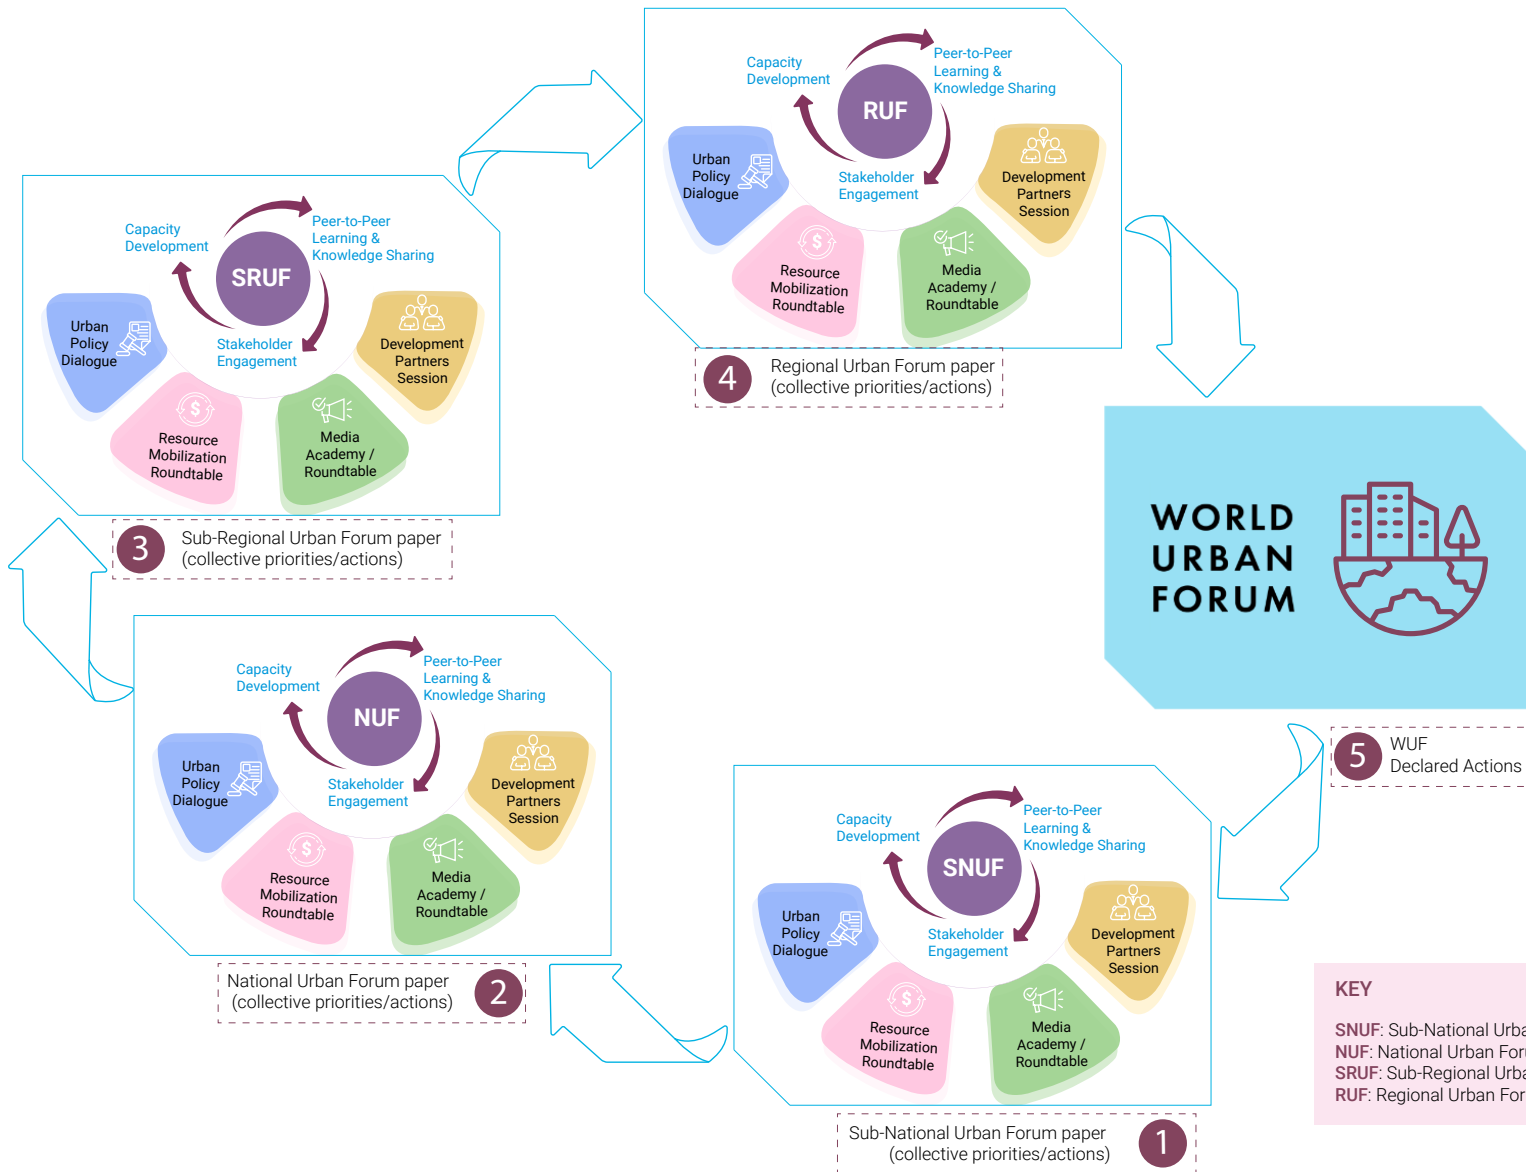 Capacity
Development
Peer-to-Peer
Learning &
Knowledge Sharing
RUF
Stakeholder
Engagement
Urban
Policy
Dialogue
Resource
Mobilization
Roundtable
Media
Academy /
Roundtable
Development
Partners
Session
4
Regional Urban Forum paper
(collective priorities/actions)
Capacity
Development
Peer-to-Peer
Learning &
Knowledge Sharing
SRUF
Stakeholder
Engagement
Urban
Policy
Dialogue
Resource
Mobilization
Roundtable
Media
Academy /
Roundtable
Development
Partners
Session
3
Sub-Regional Urban Forum paper
(collective priorities/actions)
WORLD
URBAN
FORUM
5
WUF
Declared Actions
Capacity
Development
Peer-to-Peer
Learning &
Knowledge Sharing
NUF
Stakeholder
Engagement
Urban
Policy
Dialogue
Resource
Mobilization
Roundtable
Media
Academy /
Roundtable
Development
Partners
Session
National Urban Forum paper
(collective priorities/actions)
2
Capacity
Development
Peer-to-Peer
Learning &
Knowledge Sharing
SNUF
Stakeholder
Engagement
Urban
Policy
Dialogue
Resource
Mobilization
Roundtable
Media
Academy /
Roundtable
Development
Partners
Session
Sub-National Urban Forum paper
(collective priorities/actions)
1
KEY
SNUF: Sub-National
NUF: National Urban
SRUF: Sub-Regional
RUF: Regional Urban